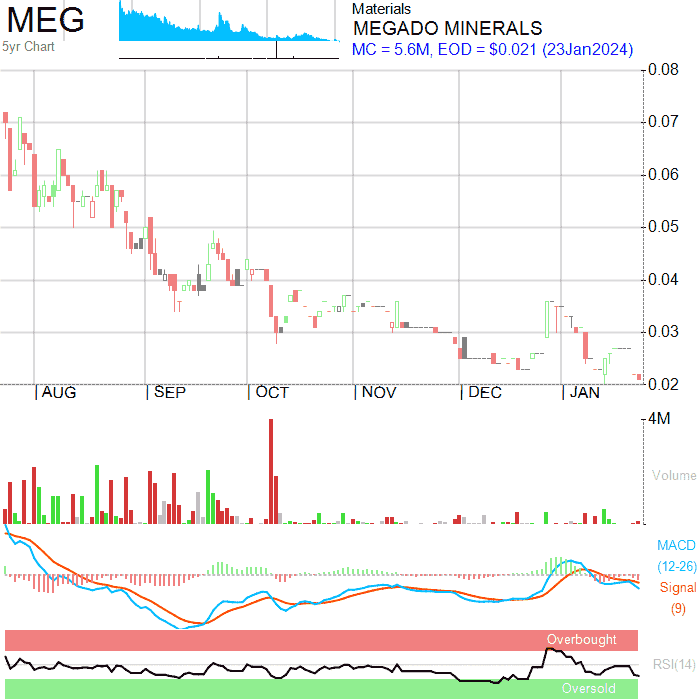 MEG
5yr Chart
Materials
MEGADO MINERALS
MC = 5.6M, EOD = $0.021 (23Jan2024)
0.08
0.07
0.06
0.05
0.04
0.03
0.02
AUG SEP OCT NOV DEC JAN
4M
Volume
MACD
(12-26)
Signal
(9)
Overbought
RSI(14)
Oversold